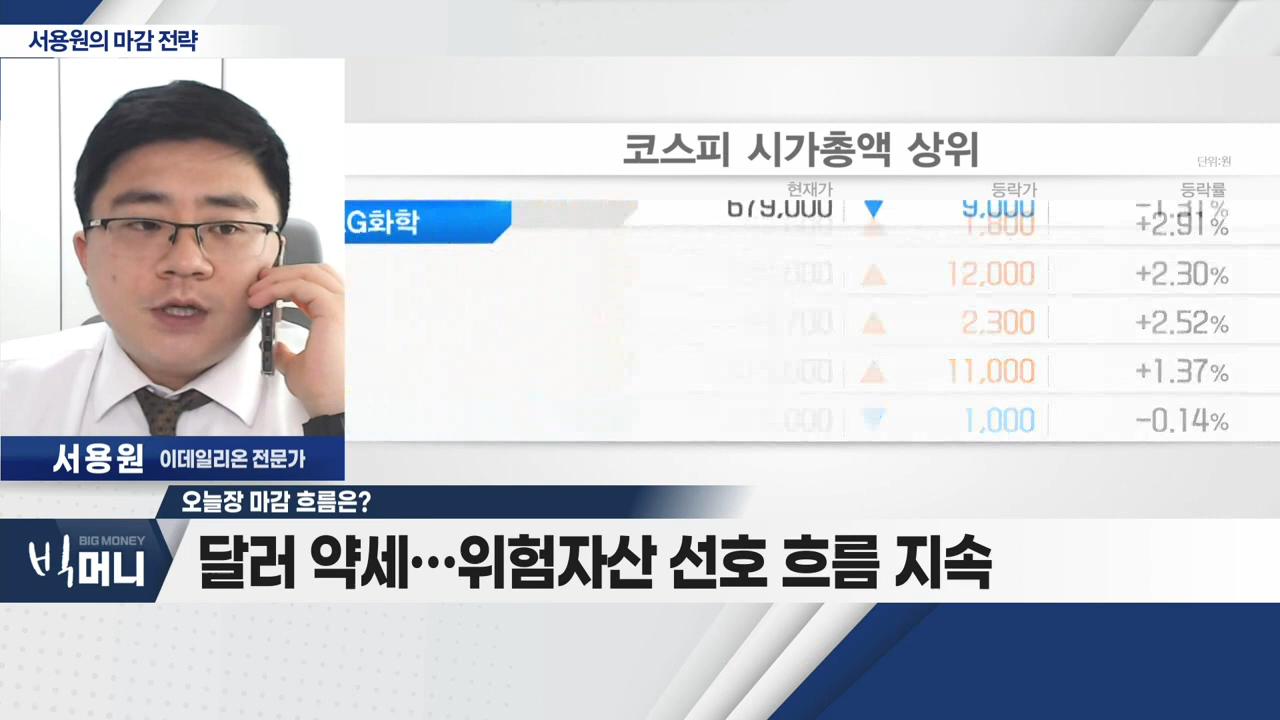 서용원의 마감 전략
코스피 시가총액 상위
단위:원
현재가 등락가 등락률
G화학 679,000 ▼ 9,000 -1.31%
▲ 1,800 +2.91%
▲ 12,000 +2.30%
▲ 2,300 +2.52%
▲ 11,000 +1.37%
▼ 1,000 -0.14%
서용원 이데일리온 전문가
오늘장 마감 흐름은?
BIG MONEY
빅머니
달러 약세…위험자산 선호 흐름 지속